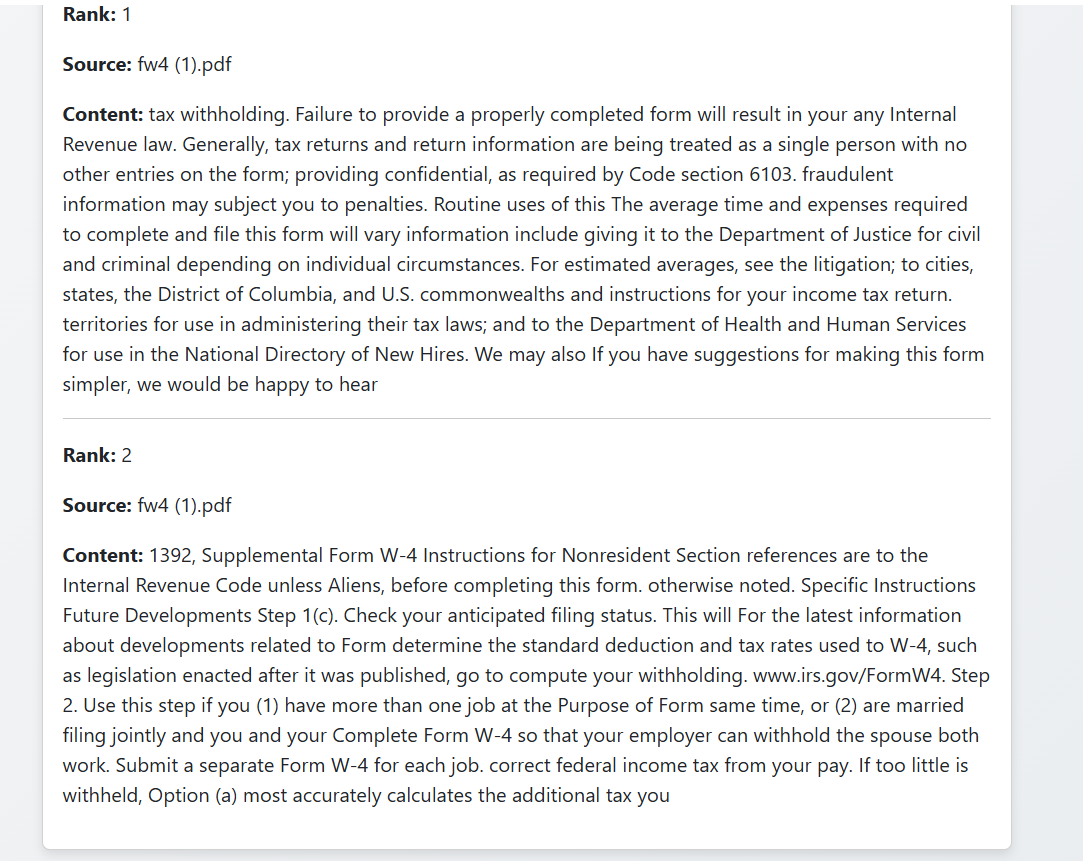 Rank: 1
Source: fw4 (1).pdf
Content: tax withholding. Failure to provide a properly completed form will result in your any Internal
Revenue law. Generally, tax returns and return information are being treated as a single person with no
other entries on the form; providing confidential, as required by Code section 6103. fraudulent
information may subject you to penalties. Routine uses of this The average time and expenses required
to complete and file this form will vary information include giving it to the Department of Justice for civil
and criminal depending on individual circumstances. For estimated averages, see the litigation; to cities,
states, the District of Columbia, and U.S. commonwealths and instructions for your income tax return.
territories for use in administering their tax laws; and to the Department of Health and Human Services
for use in the National Directory of New Hires. We may also If you have suggestions for making this form
simpler, we would be happy to hear
Rank: 2
Source: fw4 (1).pdf
Content: 1392, Supplemental Form W-4 Instructions for Nonresident Section references are to the
Internal Revenue Code unless Aliens, before completing this form. otherwise noted. Specific Instructions
Future Developments Step 1(c). Check your anticipated filing status. This will For the latest information
about developments related to Form determine the standard deduction and tax rates used to W-4, such
as legislation enacted after it was published, go to compute your withholding. www.irs.gov/FormW4. Step
2. Use this step if you (1) have more than one job at the Purpose of Form same time, or (2) are married
filing jointly and you and your Complete Form W-4 so that your employer can withhold the spouse both
work. Submit a separate Form W-4 for each job. correct federal income tax from your pay. If too little is
withheld, Option (a) most accurately calculates the additional tax you